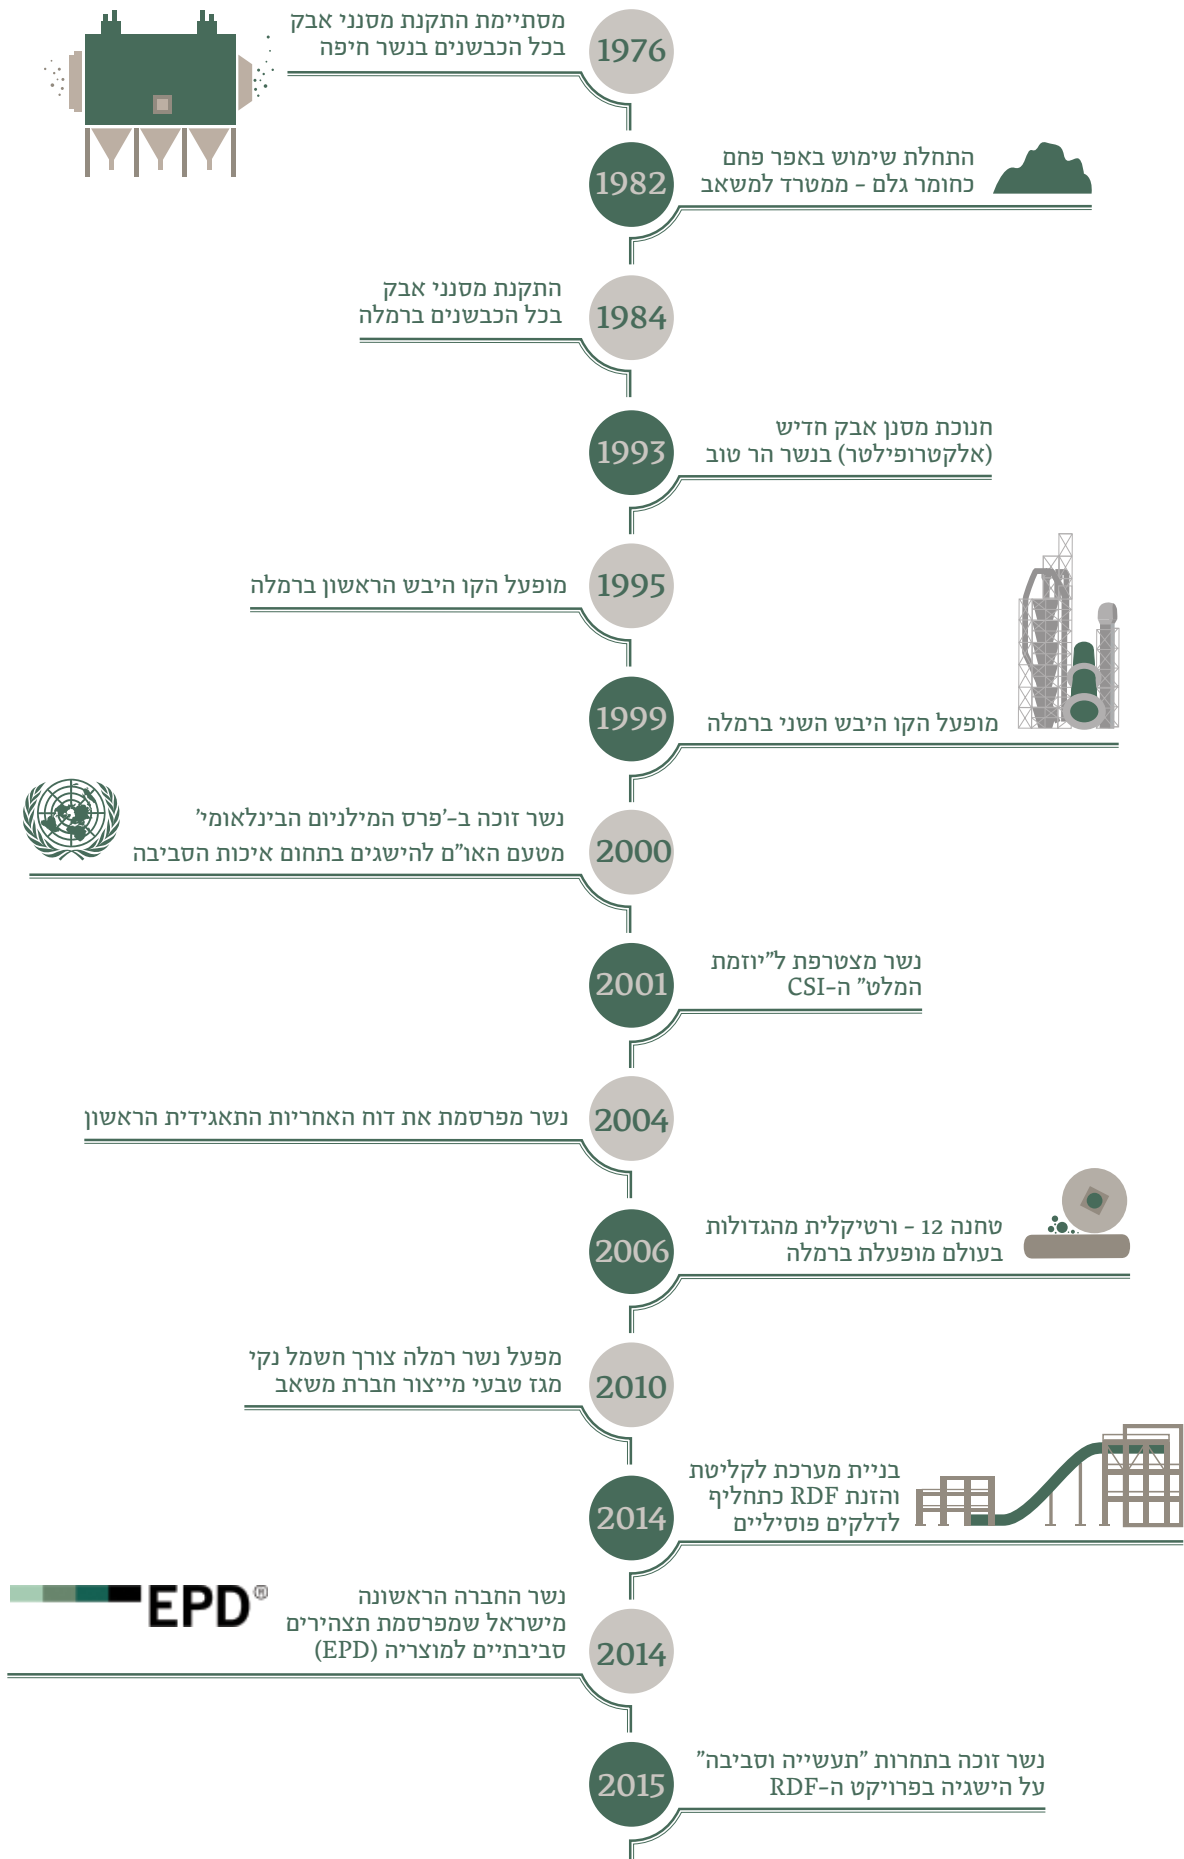 1976
מסתיימת התקנת מסנני אבק
בכל הכבשנים בנשר חיפה
1982
התחלת שימוש באפר פחם
כחומר גלם - ממטרד למשאב
1984
התקנת מסנני אבק
בכל הכבשנים ברמלה
1993
חנוכת מסנן אבק חדיש
(אלקטרופילטר) בנשר הר טוב
1995
מופעל הקו היבש הראשון ברמלה
1999
מופעל הקו היבש השני ברמלה
2000
נשר זוכה ב-'פרס המילניום הבינלאומי'
מטעם האו"ם להישגים בתחום איכות הסביבה
2001
נשר מצטרפת ל"יוזמת
המלט" ה-CSI
2004
נשר מפרסמת את דוח האחריות התאגידית הראשון
2006
טחנה 12 - ורטיקלית מהגדולות
בעולם מופעלת ברמלה
2010
מפעל נשר רמלה צורך חשמל נקי
מגז טבעי מייצור חברת משאב
2014
בניית מערכת לקליטת
והזנת RDF כתחליף
לדלקים פוסיליים
2014
נשר החברה הראשונה
מישראל שמפרסמת תצהירים
סביבתיים למוצריה (EPD)
EPD®
2015
נשר זוכה בתחרות "תעשייה וסביבה"
על הישגיה בפרויקט ה-RDF